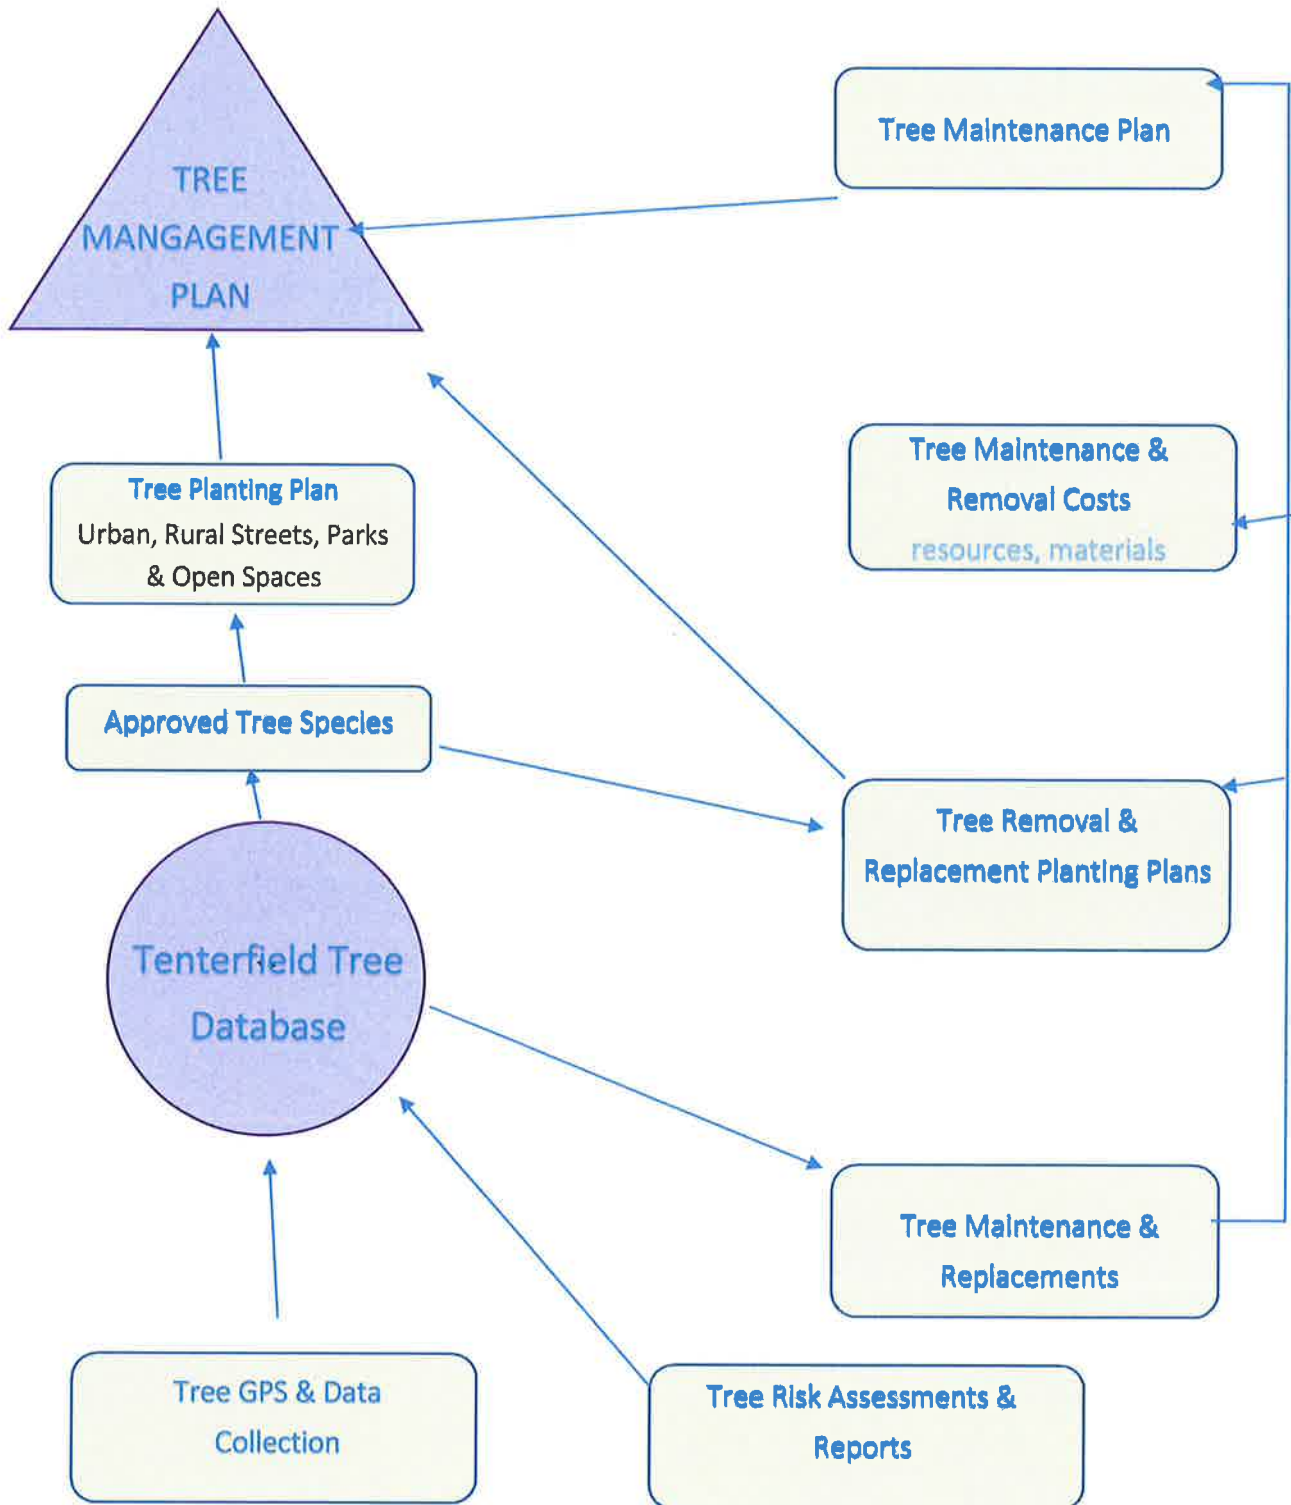 TREE
MANGAGEMENT
PLAN
Tree Maintenance Plan
Tree Maintenance &
Removal Costs
resources, materials
Tree Planting Plan
Urban, Rural Streets, Parks
& Open Spaces
Approved Tree Species
Tree Removal &
Replacement Planting Plans
Tenterfield Tree
Database
Tree Maintenance &
Replacements
Tree GPS & Data
Collection
Tree Risk Assessments &
Reports